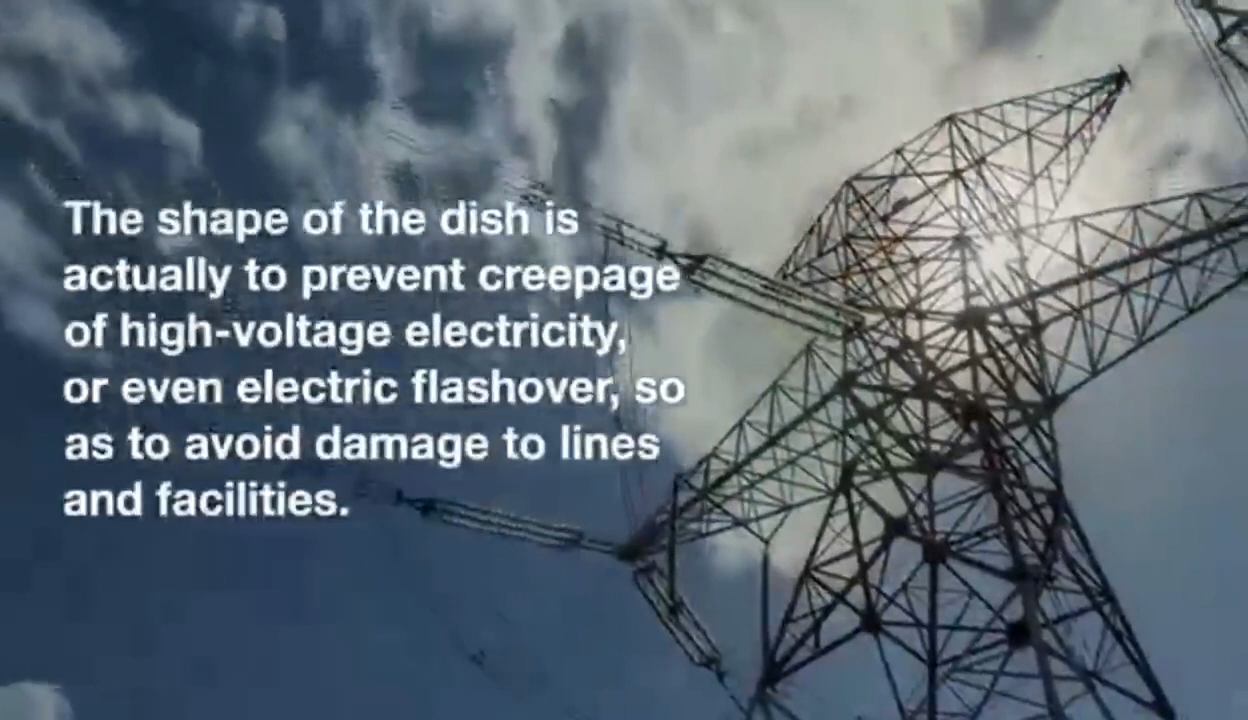 The shape of the dish is
actually to prevent creepage
of high-voltage electricity,
or even electric flashover, so
as to avoid damage to lines
and facilities.